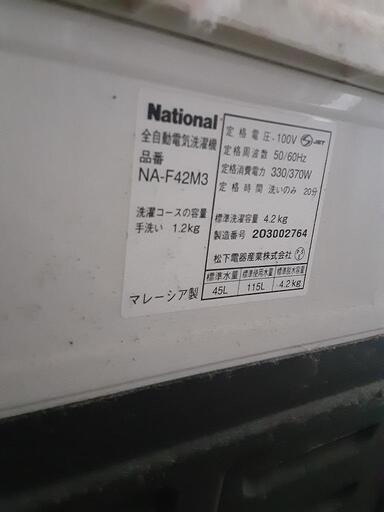 National
全自動電気洗濯機
品番
NA-F42M3
洗濯コースの容量
手洗い 1.2kg
マレーシア製
定格電圧 100V JET
定格周波数 50/60Hz
定格消費電力 330/370W
定格時間 洗いのみ 20分
標準洗濯容量 4.2kg
製造番号 203002764
松下電器産業株式会社
標準水量 標準使用水量 標準脱水容量
45L 115L 4.2kg